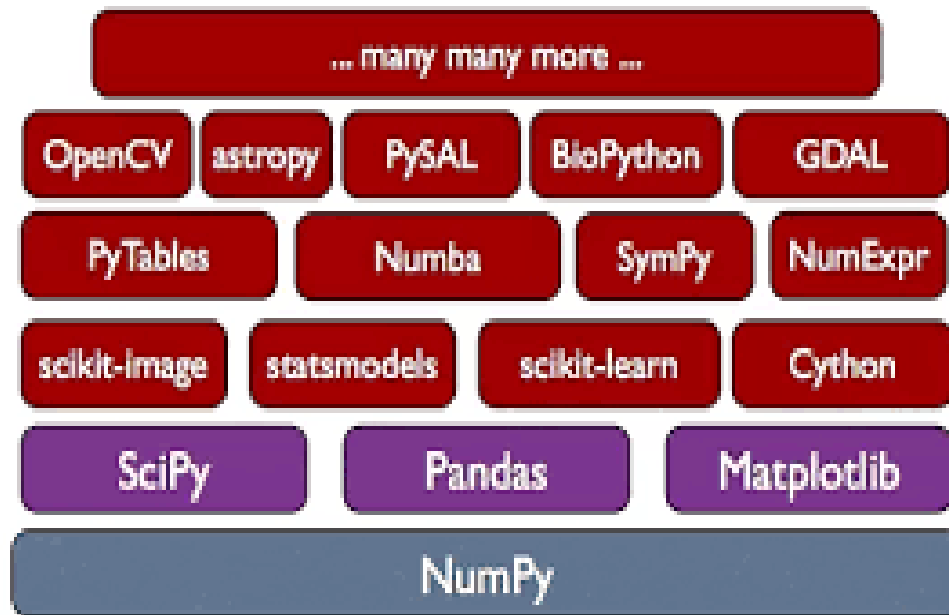 ... many many more ...
OpenCV astropy PySAL BioPython GDAL
PyTables Numba SymPy NumExpr
scikit-image statsmodels scikit-learn Cython
SciPy Pandas Matplotlib
NumPy